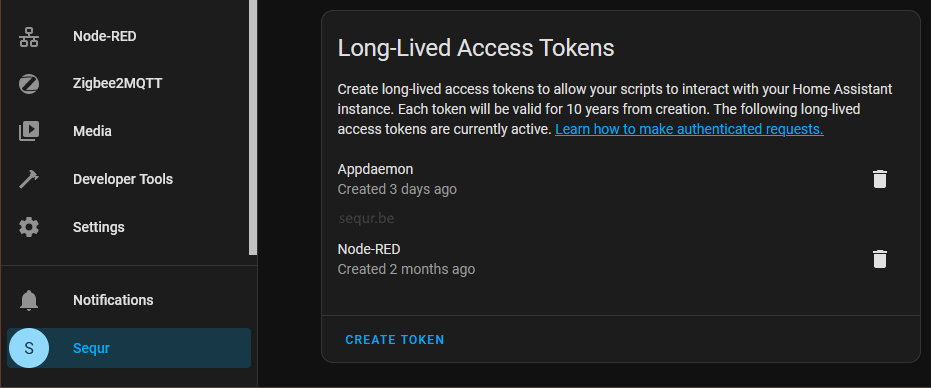 Node-RED
Zigbee2MQTT
Media
Developer Tools
Settings
Notifications
S
Sequr
Long-Lived Access Tokens
Create long-lived access tokens to allow your scripts to interact with your Home Assistant
instance. Each token will be valid for 10 years from creation. The following long-lived
access tokens are currently active. Learn how to make authenticated requests.
Appdaemon
Created 3 days ago
sequr.be
Node-RED
Created 2 months ago
CREATE TOKEN